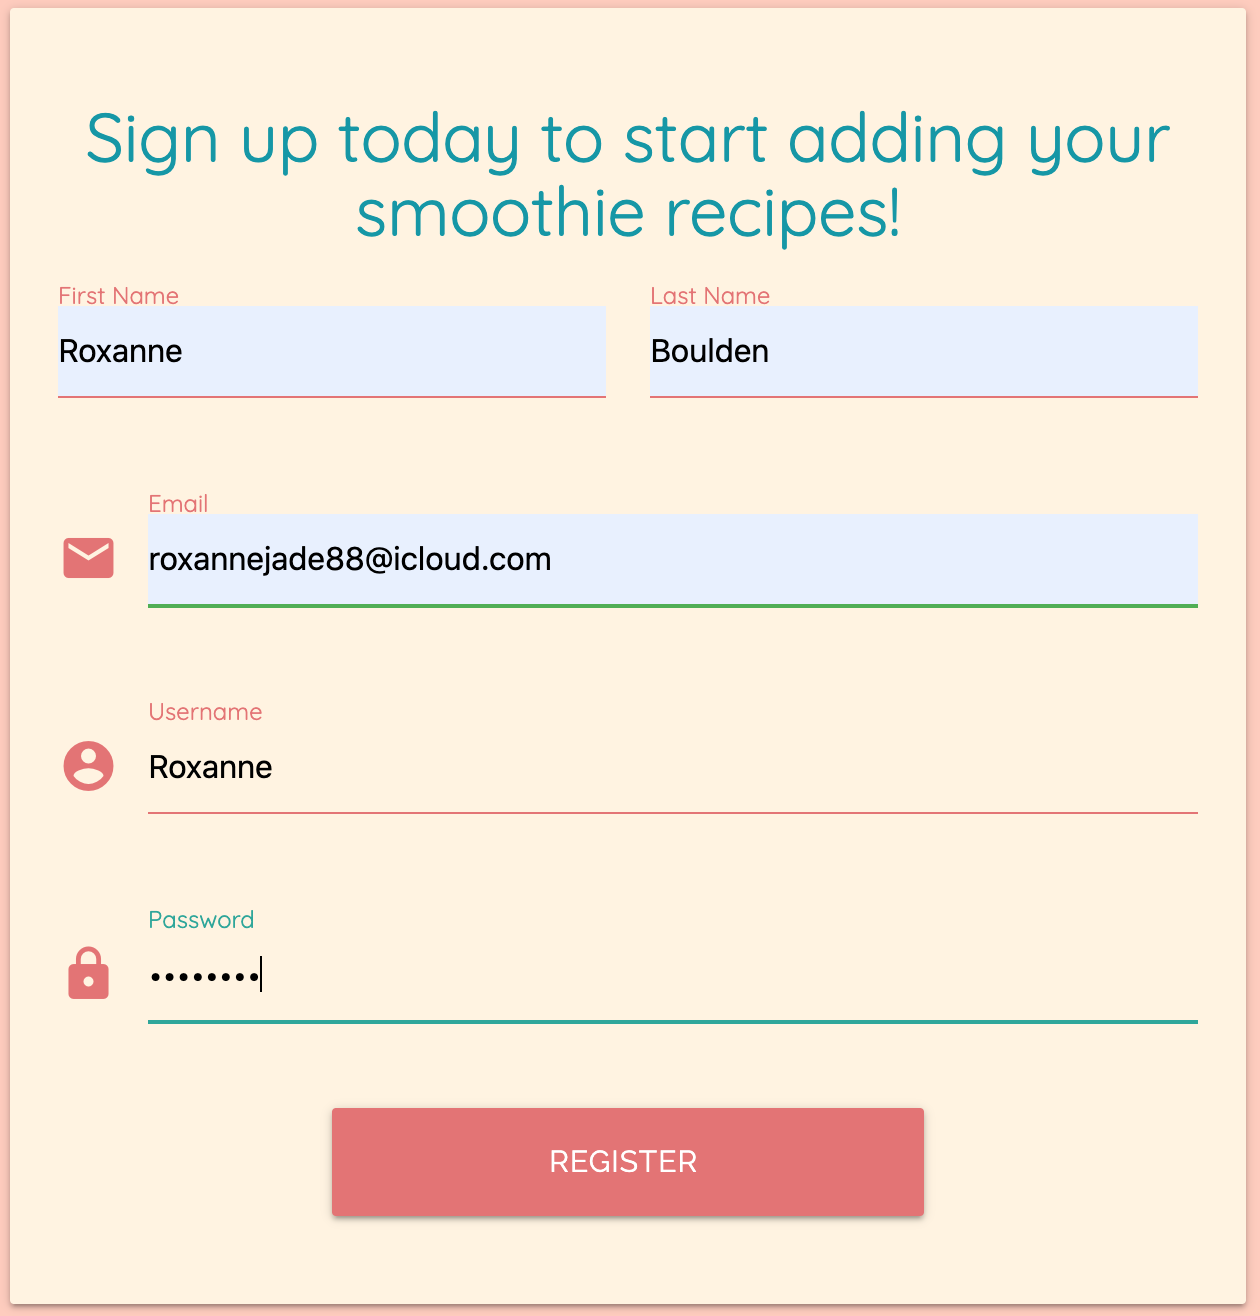 Sign up today to start adding your
smoothie recipes!
First Name
Last Name
Roxanne
Boulden
Email
roxannejade88@icloud.com
Username
Roxanne
Password
••••••••
REGISTER